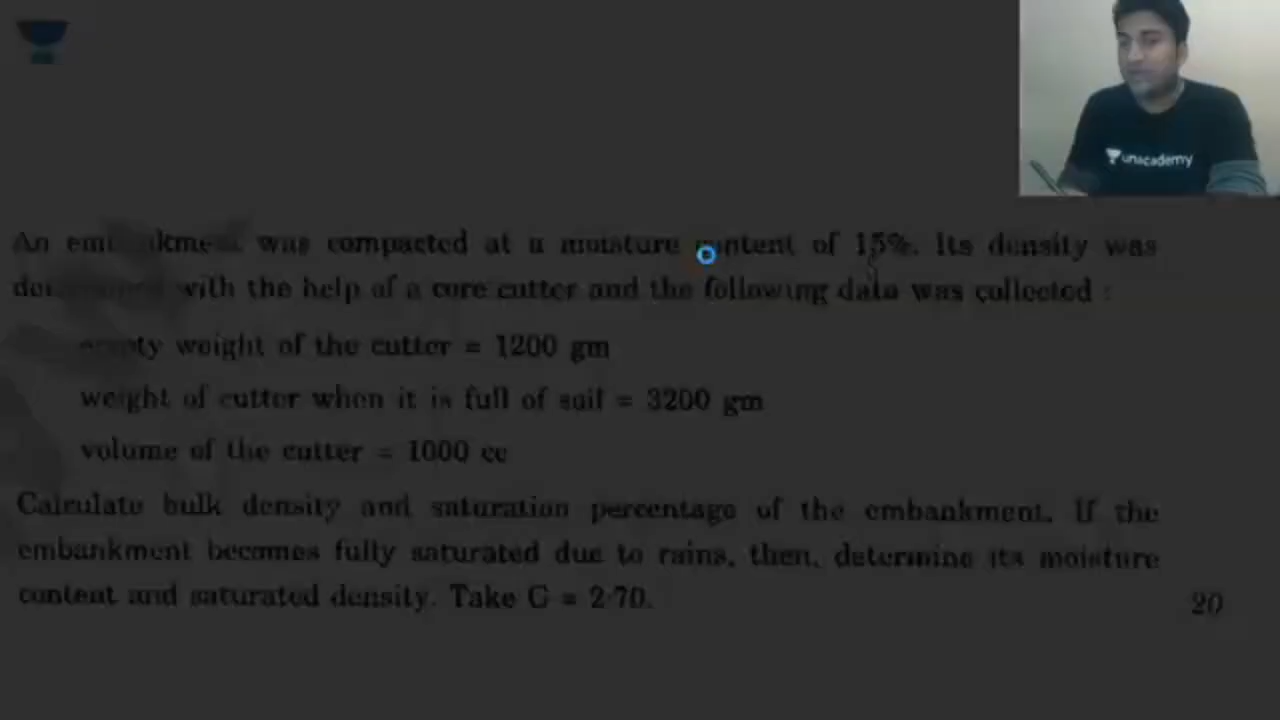 unacademy
An embankment was compacted at a moisture content of 15%. Its density was
determined with the help of a core cutter and the following data was collected :
empty weight of the cutter = 1200 gm
weight of cutter when it is full of soil = 3200 gm
volume of the cutter = 1000 cc
Calculate bulk density and saturation percentage of the embankment. If the
embankment becomes fully saturated due to rains, then, determine its moisture
content and saturated density. Take G = 2·70.
20